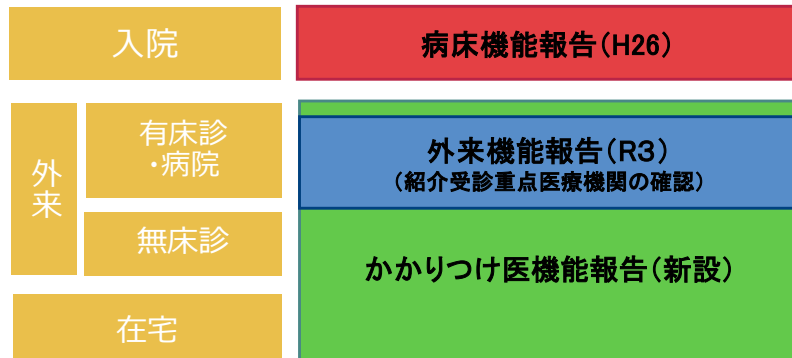 入院
病床機能報告（H26）
外来
有床診
・病院
外来機能報告（R３）
（紹介受診重点医療機関の確認）
無床診
かかりつけ医機能報告（新設）
在宅